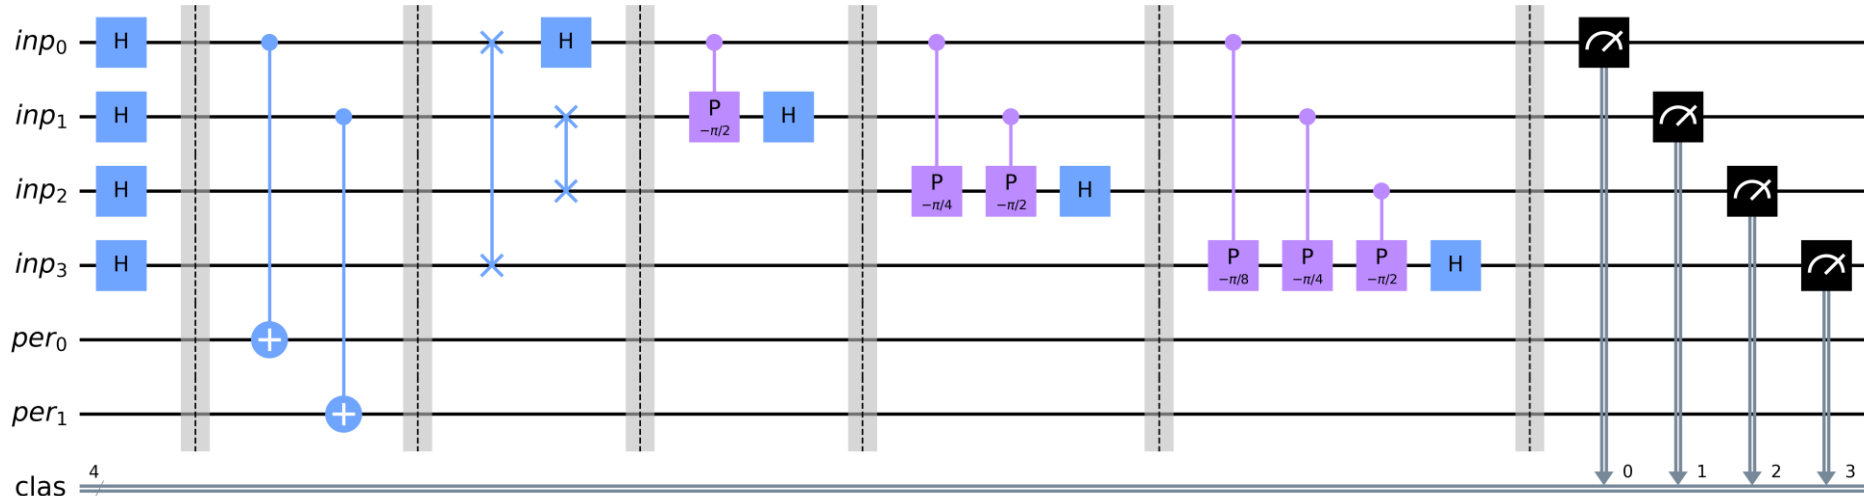 inp0 H H
inp1 H P H
−π/2
inp2 H P P H
−π/4 −π/2
inp3 H P P P H
−π/8 −π/4 −π/2
per0
per1
4 0 1 2 3
clas